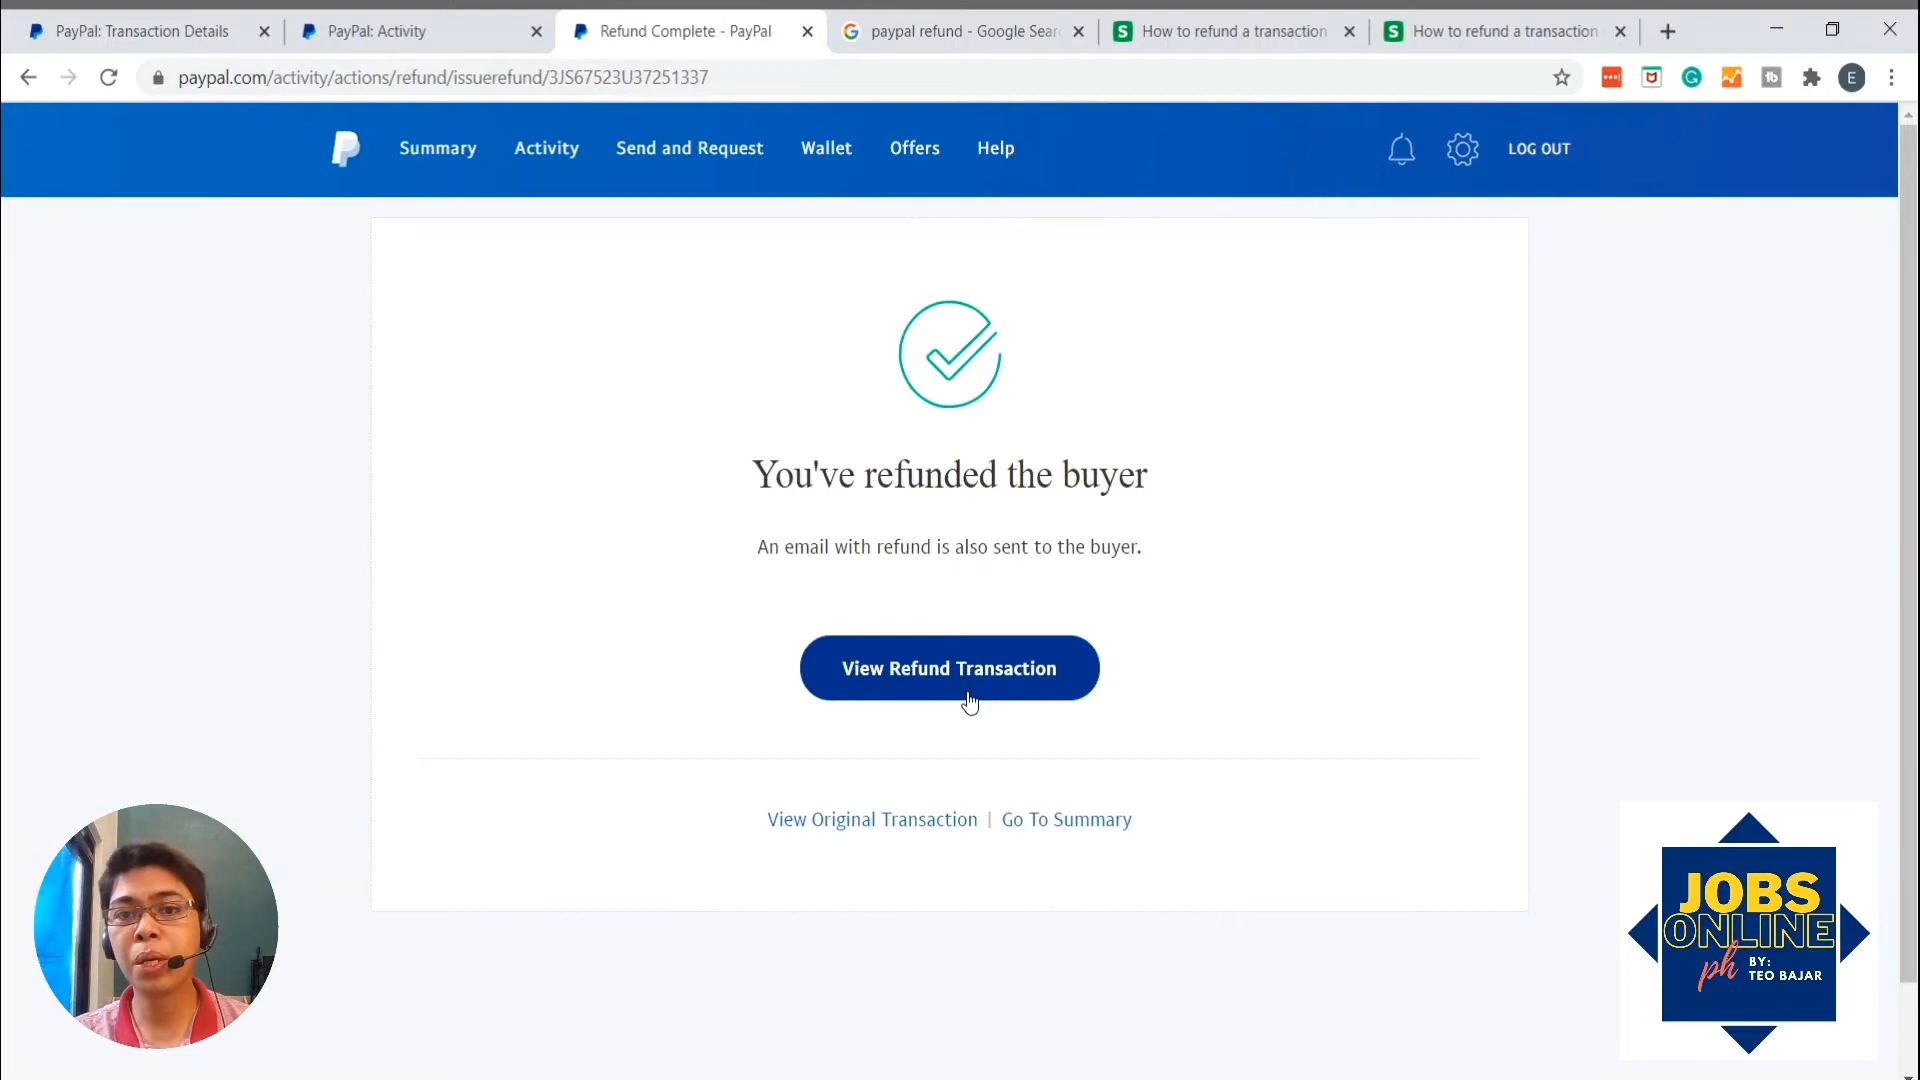 PayPal: Transaction Details
PayPal: Activity
Refund Complete - PayPal
paypal refund - Google Sear
How to refund a transaction
How to refund a transaction
paypal.com/activity/actions/refund/issuerefund/3JS67523U37251337
E
Summary
Activity
Send and Request
Wallet
Offers
Help
LOG OUT
You've refunded the buyer
An email with refund is also sent to the buyer.
View Refund Transaction
View Original Transaction | Go To Summary
JOBS
ONLINE
ph BY:
TEO BAJAR